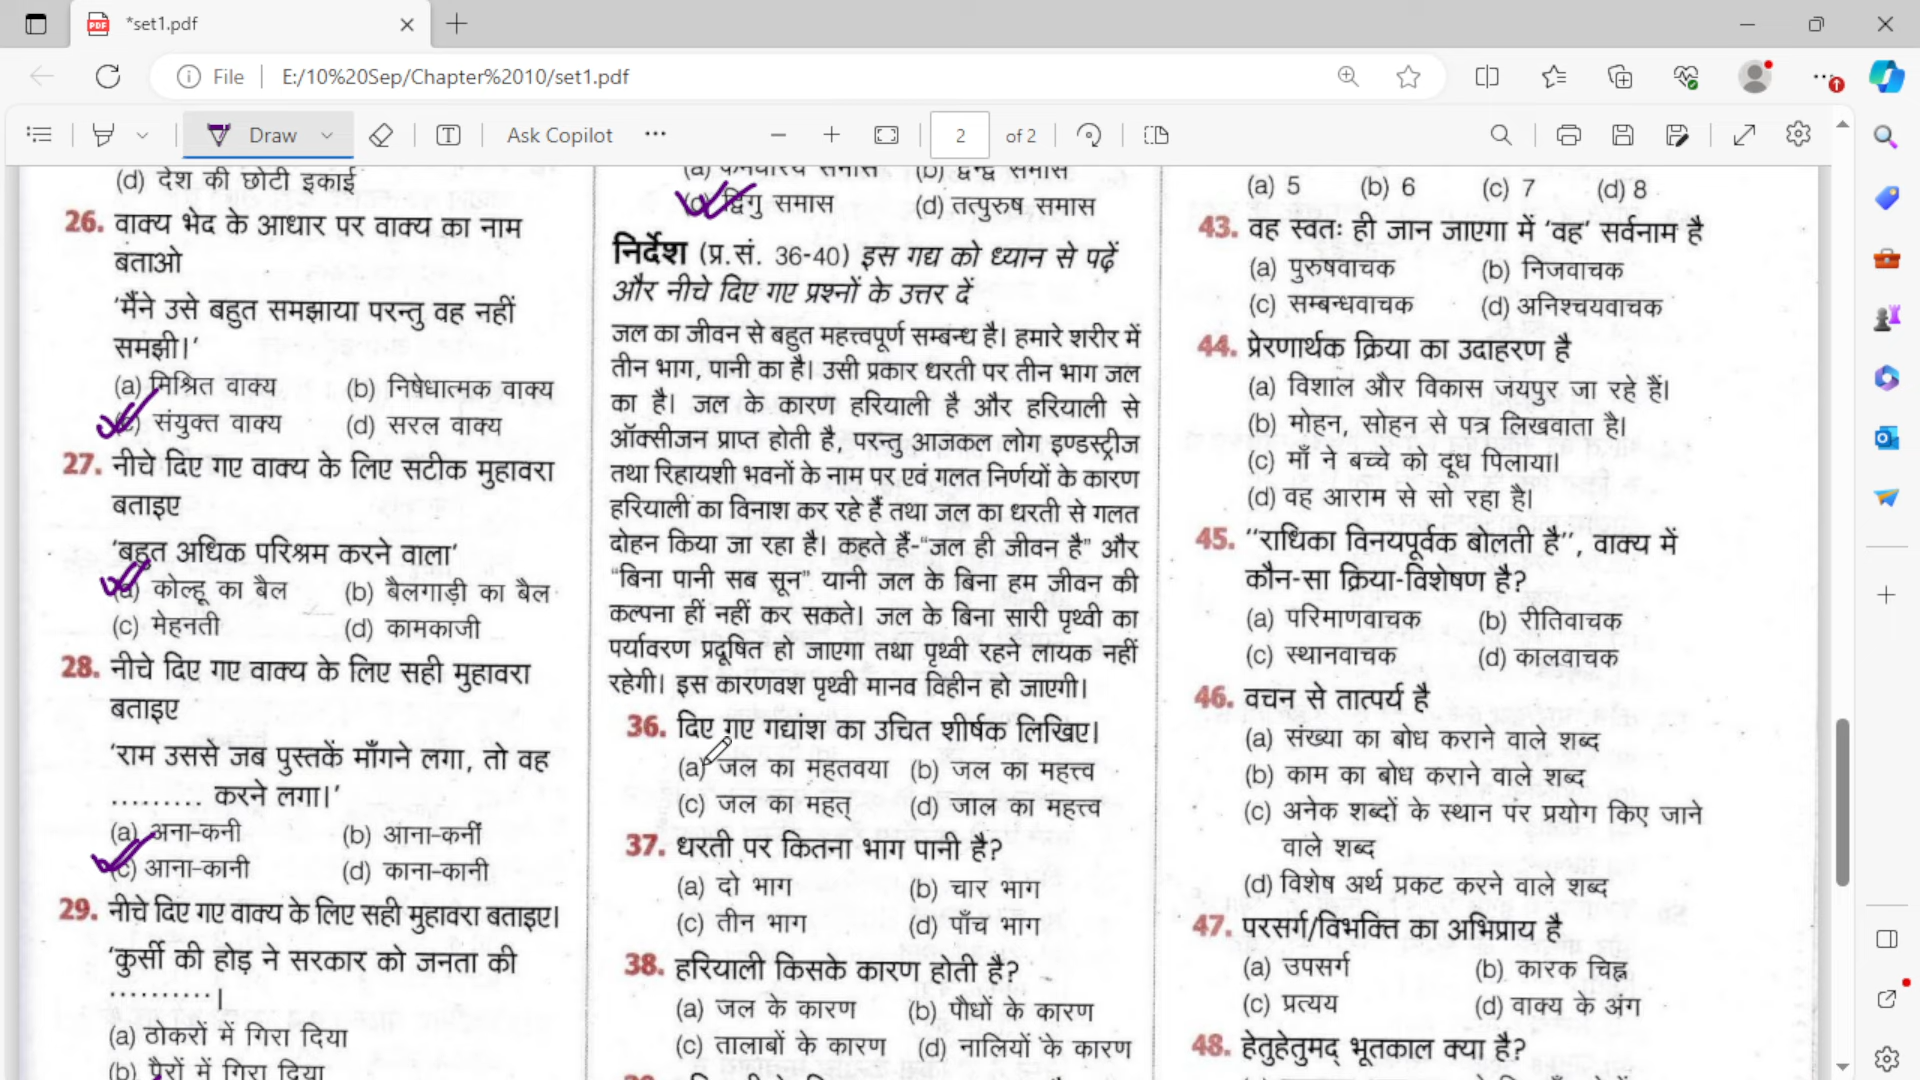 *set1.pdf
File
E:/10%20Sep/Chapter%2010/set1.pdf
Draw
Ask Copilot
2
of 2
(d) देश की छोटी इकाई
26. वाक्य भेद के आधार पर वाक्य का नाम
बताओ
‘मैंने उसे बहुत समझाया परन्तु वह नहीं
समझी।’
(a) मिश्रित वाक्य (b) निषेधात्मक वाक्य
(c) संयुक्त वाक्य (d) सरल वाक्य
27. नीचे दिए गए वाक्य के लिए सटीक मुहावरा
बताइए
‘बहुत अधिक परिश्रम करने वाला’
(a) कोल्हू का बैल (b) बैलगाड़ी का बैल
(c) मेहनती (d) कामकाजी
28. नीचे दिए गए वाक्य के लिए सही मुहावरा
बताइए
‘राम उससे जब पुस्तकें माँगने लगा, तो वह
......... करने लगा।’
(a) अना-कनी (b) आना-कनीं
(c) आना-कानी (d) काना-कानी
29. नीचे दिए गए वाक्य के लिए सही मुहावरा बताइए।
‘कुर्सी की होड़ ने सरकार को जनता की
..........।
(a) ठोकरों में गिरा दिया
(b) पैरों में गिरा दिया
(a) कर्मधारय समास (b) द्वन्द्व समास
(c) द्विगु समास (d) तत्पुरुष समास
निर्देश (प्र.सं. 36-40) इस गद्य को ध्यान से पढ़ें
और नीचे दिए गए प्रश्नों के उत्तर दें
जल का जीवन से बहुत महत्त्वपूर्ण सम्बन्ध है। हमारे शरीर में
तीन भाग, पानी का है। उसी प्रकार धरती पर तीन भाग जल
का है। जल के कारण हरियाली है और हरियाली से
ऑक्सीजन प्राप्त होती है, परन्तु आजकल लोग इण्डस्ट्रीज
तथा रिहायशी भवनों के नाम पर एवं गलत निर्णयों के कारण
हरियाली का विनाश कर रहे हैं तथा जल का धरती से गलत
दोहन किया जा रहा है। कहते हैं-“जल ही जीवन है” और
“बिना पानी सब सून” यानी जल के बिना हम जीवन की
कल्पना हीं नहीं कर सकते। जल के बिना सारी पृथ्वी का
पर्यावरण प्रदूषित हो जाएगा तथा पृथ्वी रहने लायक नहीं
रहेगी। इस कारणवश पृथ्वी मानव विहीन हो जाएगी।
36. दिए गए गद्यांश का उचित शीर्षक लिखिए।
(a) जल का महतवया (b) जल का महत्त्व
(c) जल का महत् (d) जाल का महत्त्व
37. धरती पर कितना भाग पानी है?
(a) दो भाग (b) चार भाग
(c) तीन भाग (d) पाँच भाग
38. हरियाली किसके कारण होती है?
(a) जल के कारण (b) पौधों के कारण
(c) तालाबों के कारण (d) नालियों के कारण
(a) 5 (b) 6 (c) 7 (d) 8
43. वह स्वतः ही जान जाएगा में ‘वह’ सर्वनाम है
(a) पुरुषवाचक (b) निजवाचक
(c) सम्बन्धवाचक (d) अनिश्चयवाचक
44. प्रेरणार्थक क्रिया का उदाहरण है
(a) विशाल और विकास जयपुर जा रहे हैं।
(b) मोहन, सोहन से पत्र लिखवाता है।
(c) माँ ने बच्चे को दूध पिलाया।
(d) वह आराम से सो रहा है।
45. ‘‘राधिका विनयपूर्वक बोलती है’’, वाक्य में
कौन-सा क्रिया-विशेषण है?
(a) परिमाणवाचक (b) रीतिवाचक
(c) स्थानवाचक (d) कालवाचक
46. वचन से तात्पर्य है
(a) संख्या का बोध कराने वाले शब्द
(b) काम का बोध कराने वाले शब्द
(c) अनेक शब्दों के स्थान पर प्रयोग किए जाने
वाले शब्द
(d) विशेष अर्थ प्रकट करने वाले शब्द
47. परसर्ग/विभक्ति का अभिप्राय है
(a) उपसर्ग (b) कारक चिह्न
(c) प्रत्यय (d) वाक्य के अंग
48. हेतुहेतुमद् भूतकाल क्या है?